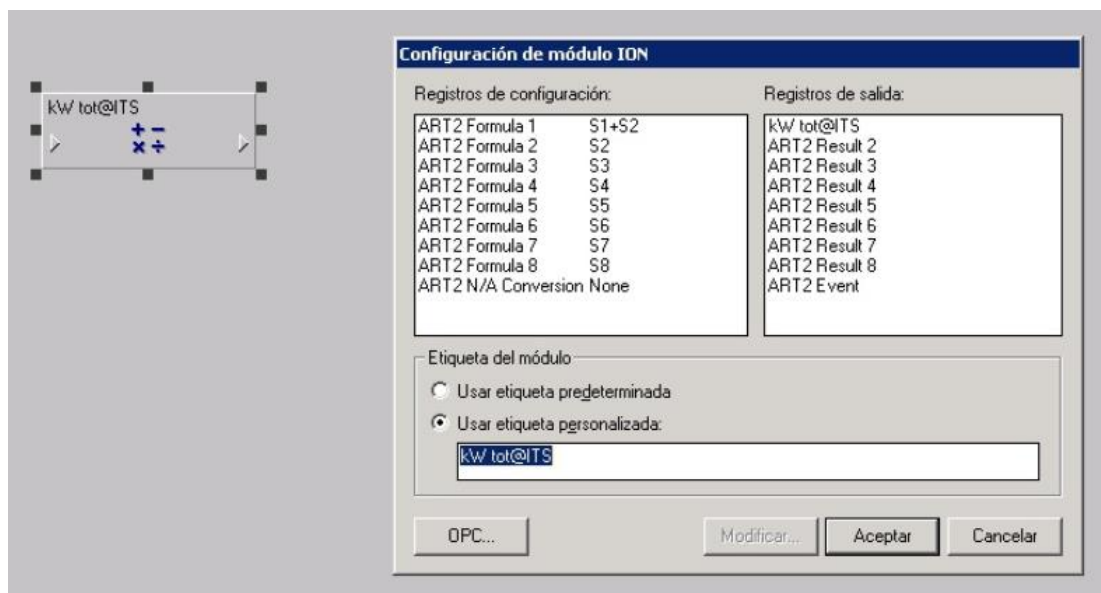 kW tot@ITS
Configuración de módulo ION
Registros de configuración:
ART2 Formula 1 S1+S2
ART2 Formula 2 S2
ART2 Formula 3 S3
ART2 Formula 4 S4
ART2 Formula 5 S5
ART2 Formula 6 S6
ART2 Formula 7 S7
ART2 Formula 8 S8
ART2 N/A Conversion None
Registros de salida:
kW tot@ITS
ART2 Result 2
ART2 Result 3
ART2 Result 4
ART2 Result 5
ART2 Result 6
ART2 Result 7
ART2 Result 8
ART2 Event
Etiqueta del módulo
Usar etiqueta predeterminada
Usar etiqueta personalizada:
kW tot@ITS
OPC... Modificar... Aceptar Cancelar